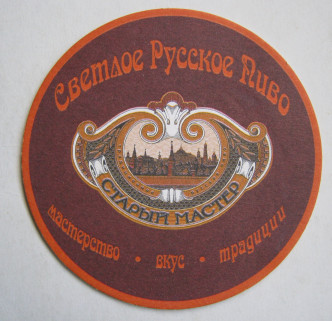 Светлое Русское Пиво
СТАРЫЙ МАСТЕР
мастерство • вкус • традиции